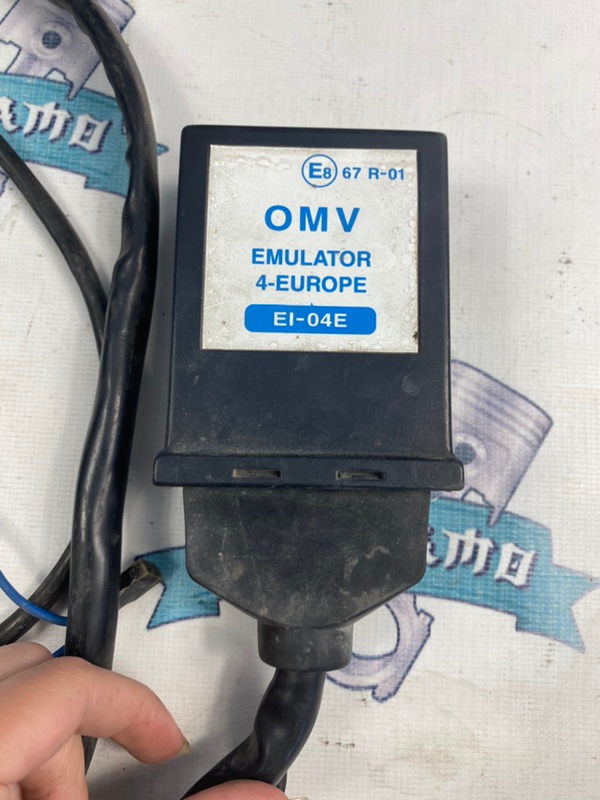 E8 67 R-01
OMV
EMULATOR
4-EUROPE
EI-04E